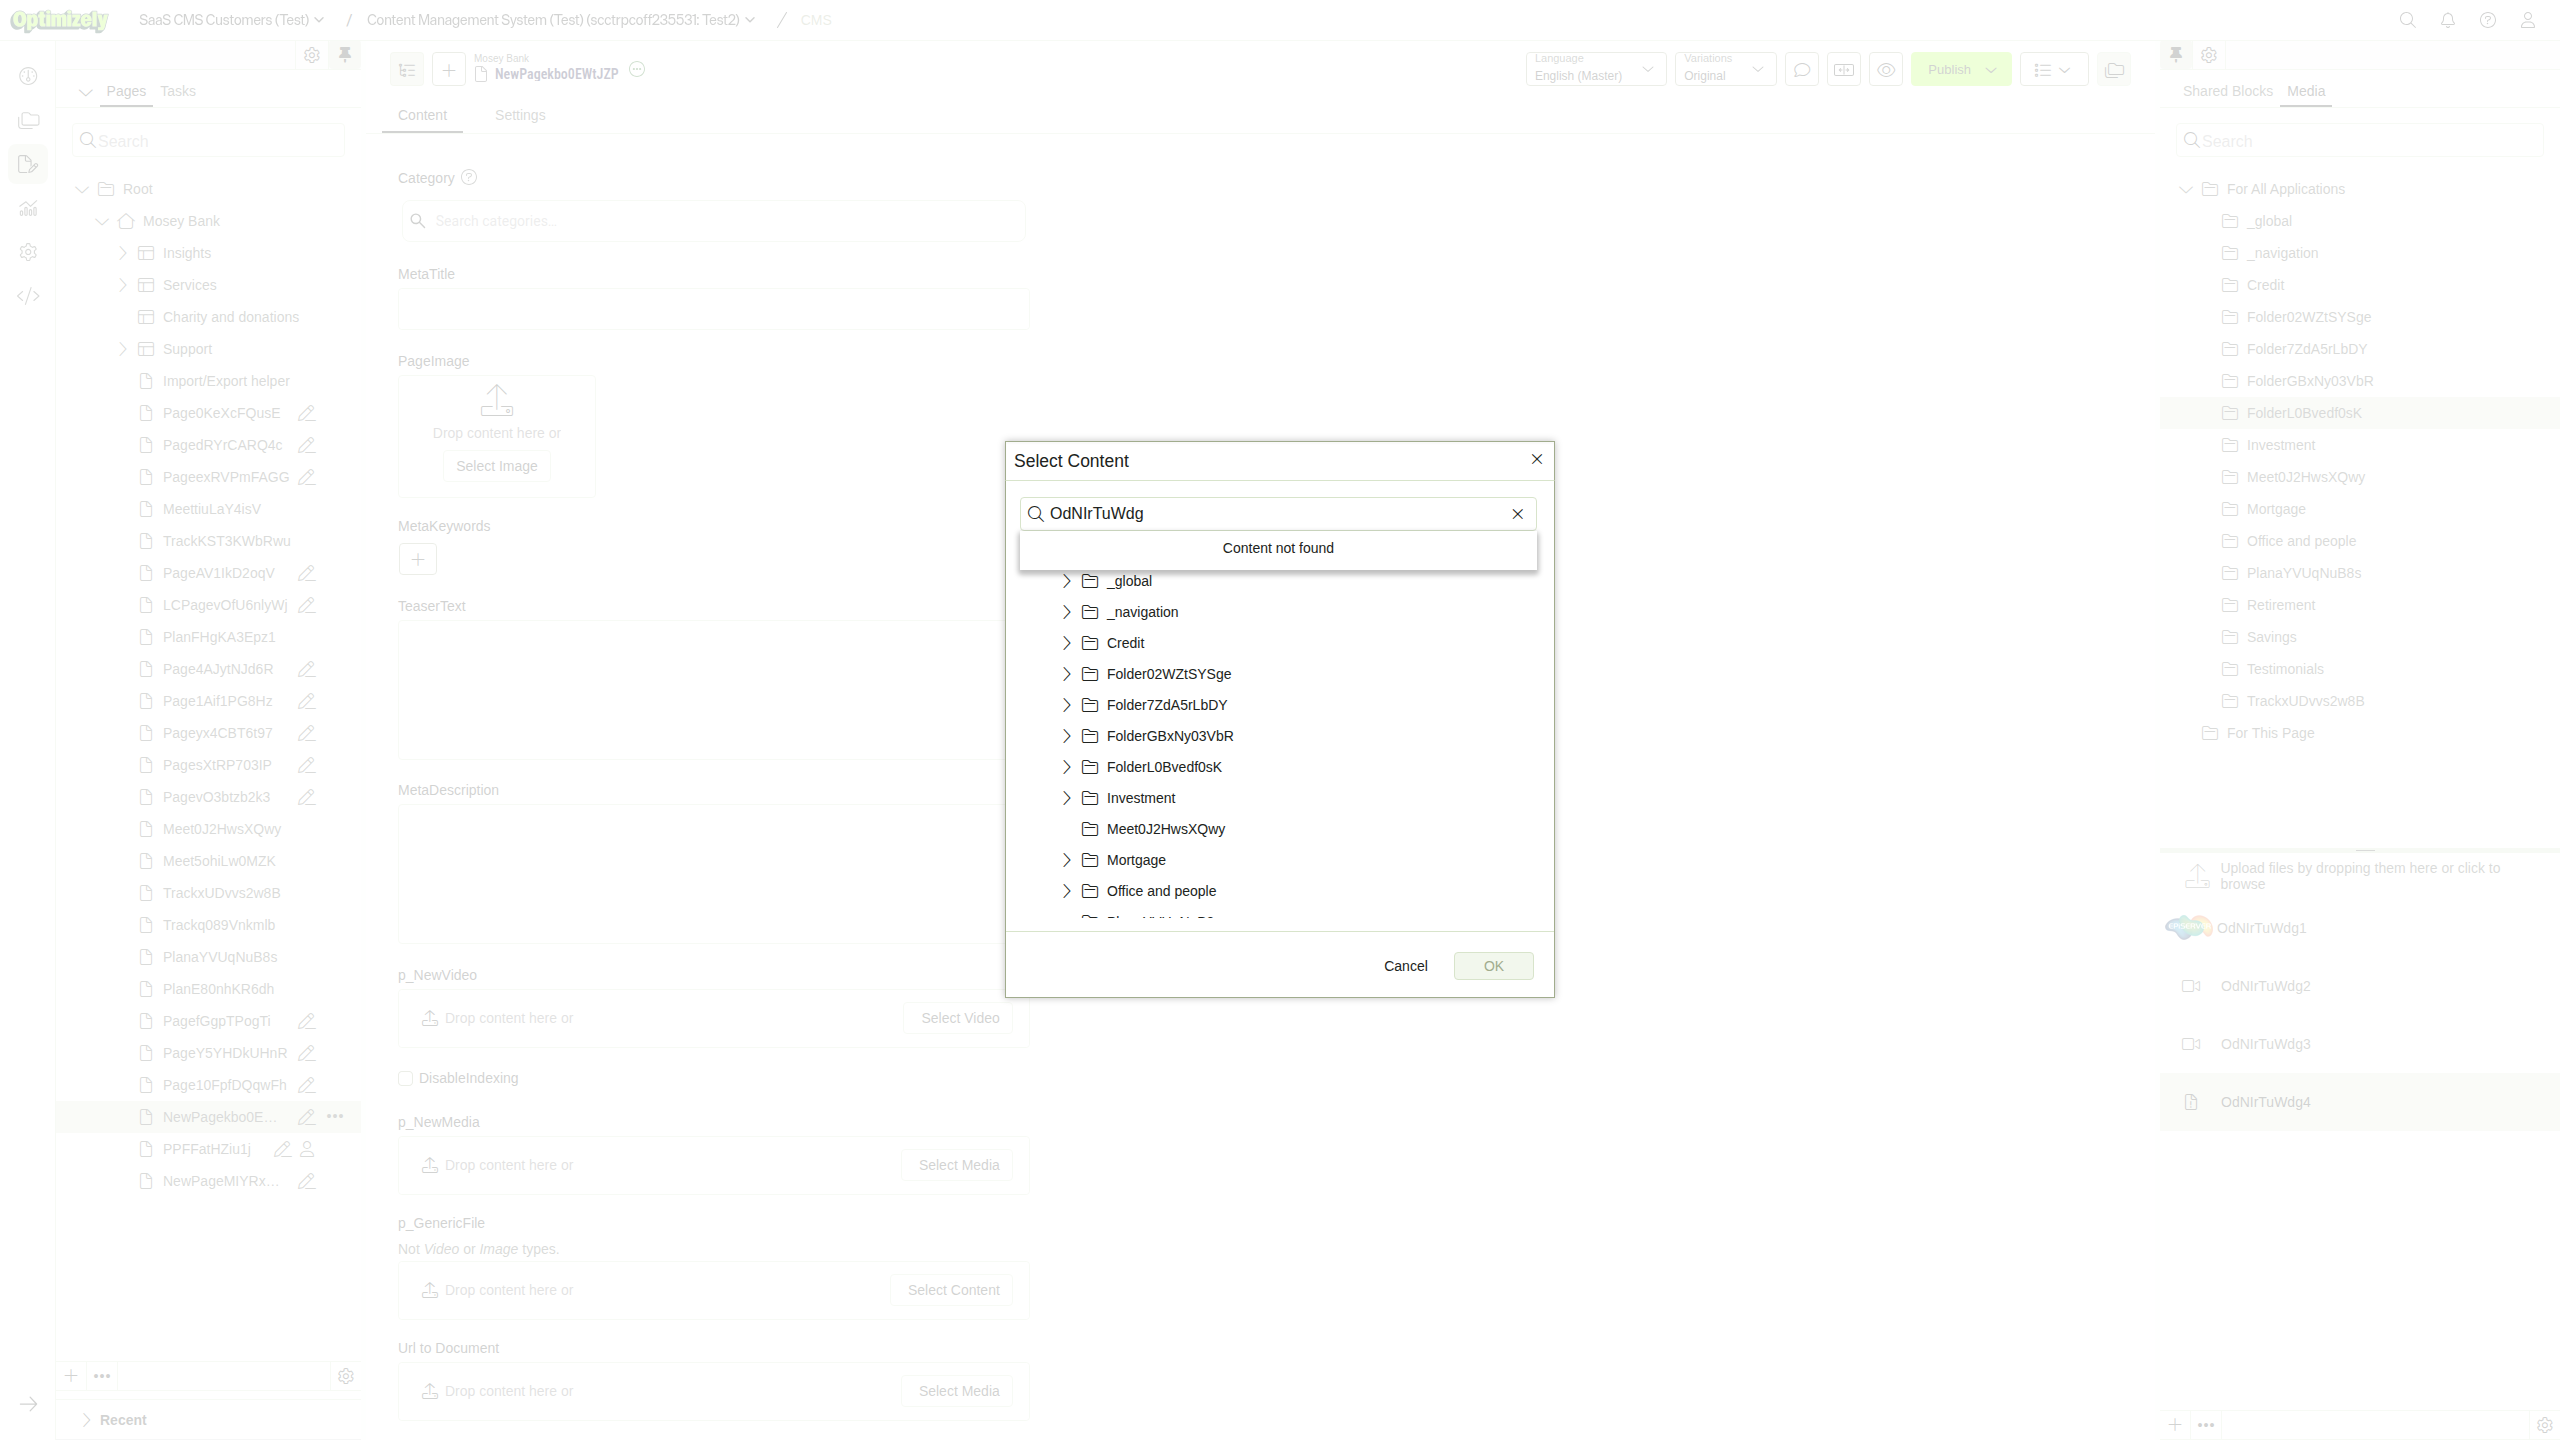 Optimizely
SaaS CMS Customers (Test)
/
Content Management System (Test) (scctrpcoff235531: Test2)
/
CMS
Pages
Tasks
Search
Root
Mosey Bank
Insights
Services
Charity and donations
Support
Import/Export helper
Page0KeXcFQusE
PagedRYrCARQ4c
PageexRVPmFAGG
MeettiuLaY4isV
TrackKST3KWbRwu
PageAV1IkD2oqV
LCPagevOfU6nlyWj
PlanFHgKA3Epz1
Page4AJytNJd6R
Page1Aif1PG8Hz
Pageyx4CBT6t97
PagesXtRP703IP
PagevO3btzb2k3
Meet0J2HwsXQwy
Meet5ohiLw0MZK
TrackxUDvvs2w8B
Trackq089Vnkmlb
PlanaYVUqNuB8s
PlanE80nhKR6dh
PagefGgpTPogTi
PageY5YHDkUHnR
Page10FpfDQqwFh
NewPagekbo0E...
PPFFatHZiu1j
NewPageMIYRx...
Recent
Mosey Bank
NewPagekbo0EWtJZP
Language
English (Master)
Variations
Original
Publish
Content
Settings
Category
Search categories...
MetaTitle
PageImage
Drop content here or
Select Image
MetaKeywords
TeaserText
MetaDescription
p_NewVideo
Drop content here or
Select Video
DisableIndexing
p_NewMedia
Drop content here or
Select Media
p_GenericFile
Not Video or Image types.
Drop content here or
Select Content
Url to Document
Drop content here or
Select Media
Select Content
OdNIrTuWdg
Content not found
_global
_navigation
Credit
Folder02WZtSYSge
Folder7ZdA5rLbDY
FolderGBxNy03VbR
FolderL0Bvedf0sK
Investment
Meet0J2HwsXQwy
Mortgage
Office and people
Cancel
OK
Shared Blocks
Media
Search
For All Applications
_global
_navigation
Credit
Folder02WZtSYSge
Folder7ZdA5rLbDY
FolderGBxNy03VbR
FolderL0Bvedf0sK
Investment
Meet0J2HwsXQwy
Mortgage
Office and people
PlanaYVUqNuB8s
Retirement
Savings
Testimonials
TrackxUDvvs2w8B
For This Page
Upload files by dropping them here or click to
browse
OdNIrTuWdg1
OdNIrTuWdg2
OdNIrTuWdg3
OdNIrTuWdg4